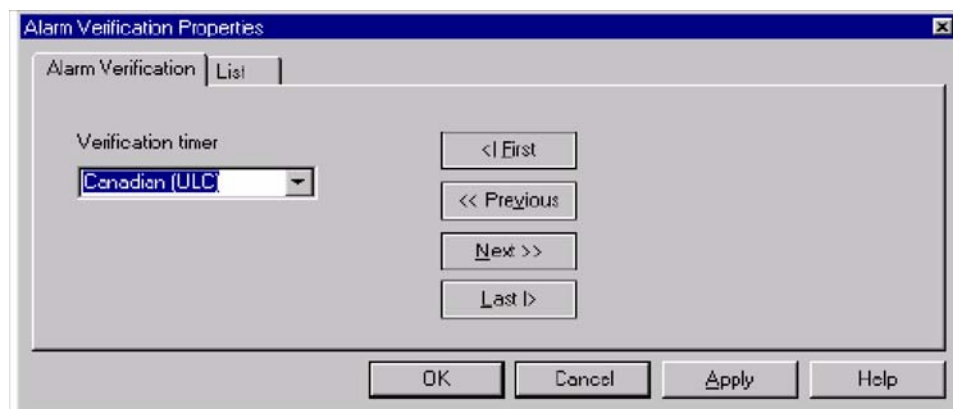 Alarm Verification Properties
Alarm Verification List
Verification timer
Canadian (ULC)
<| First
<< Previous
Next >>
Last |>
OK Cancel Apply Help